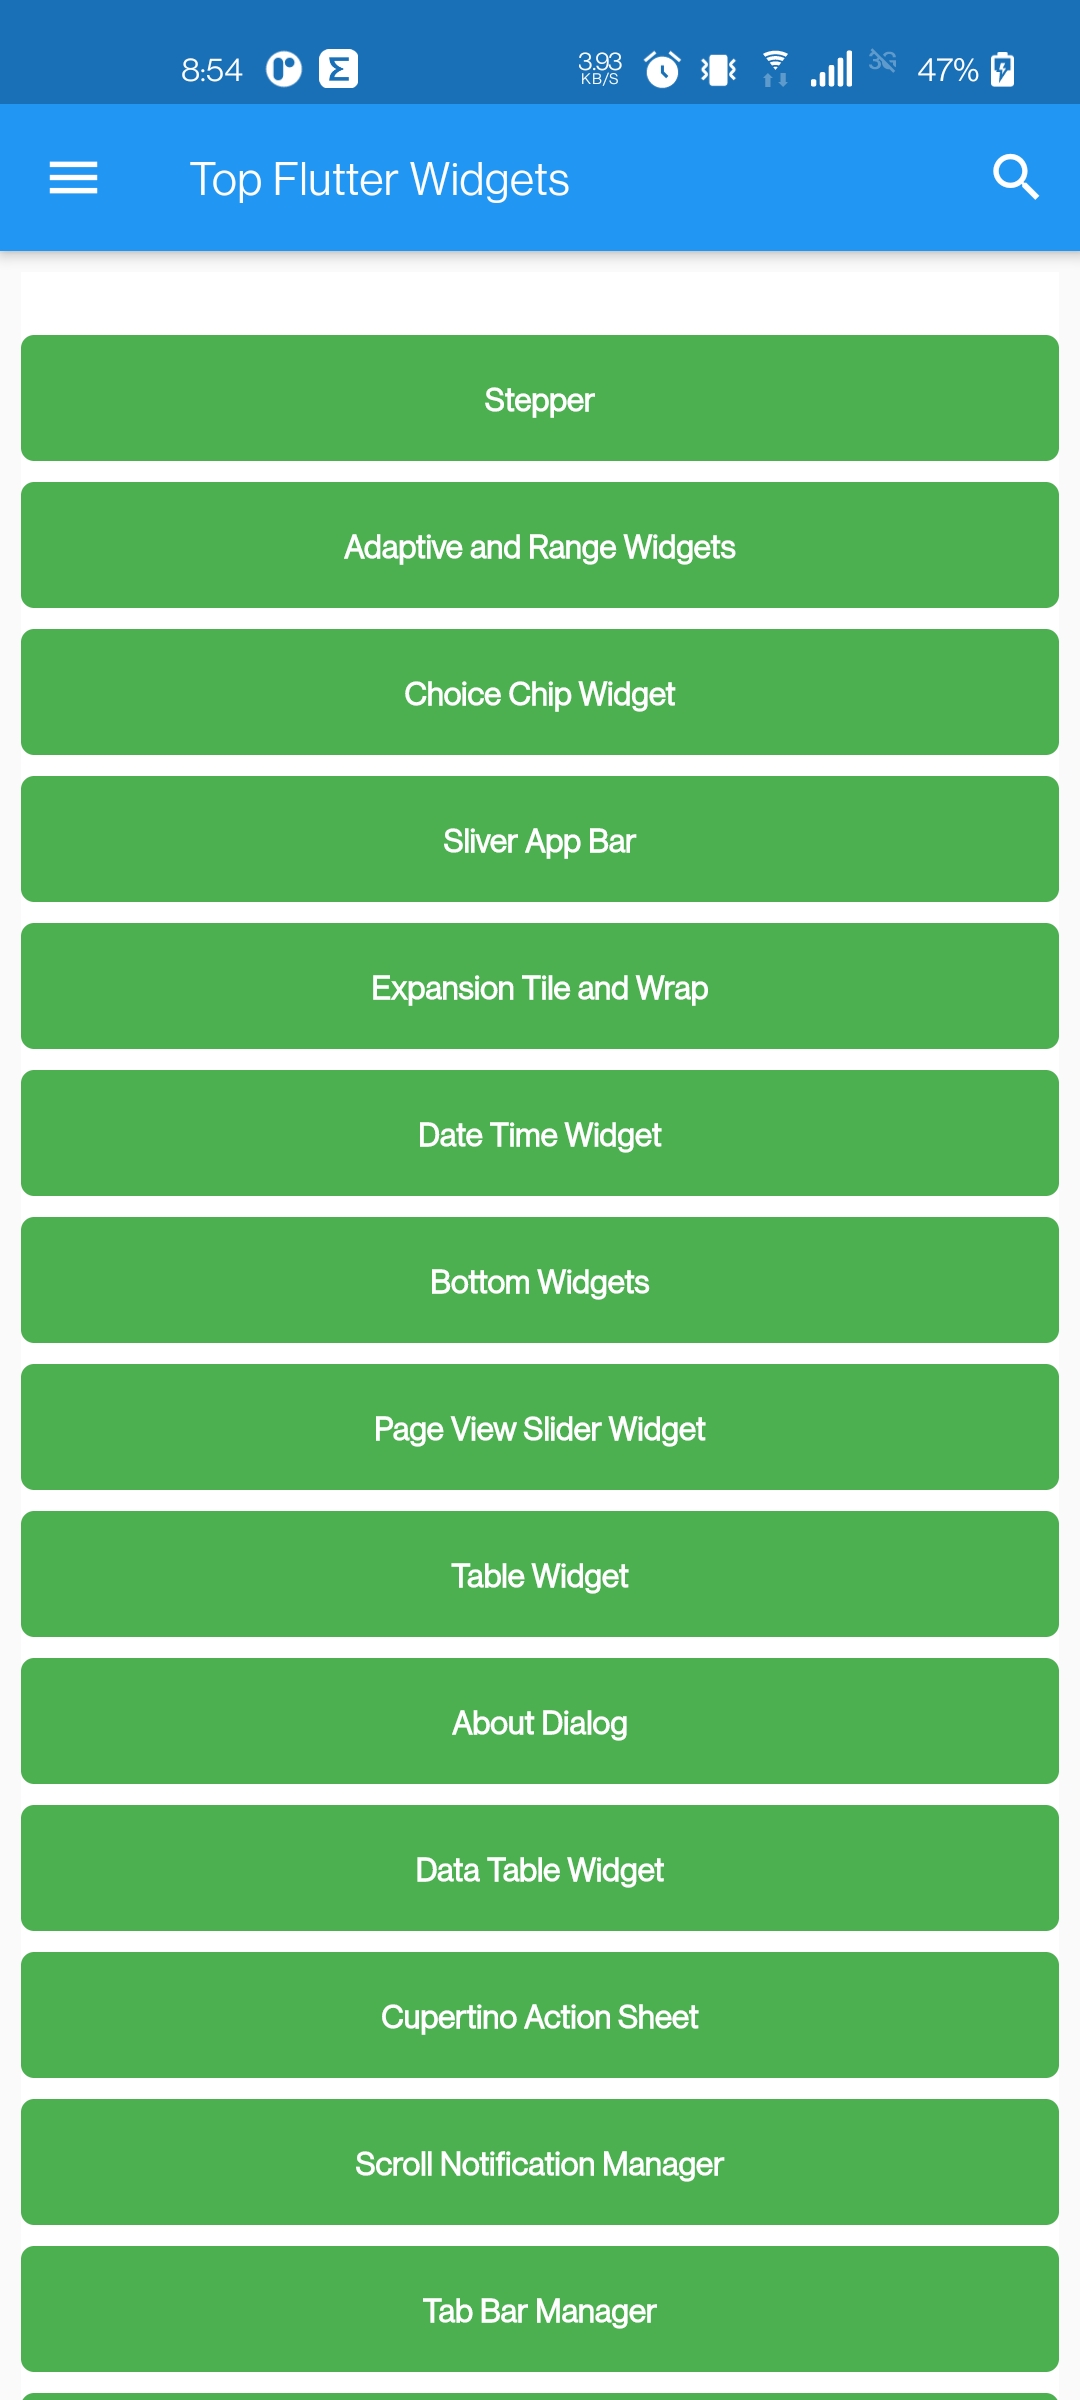 8:54 3.93 KB/S 3G 47%
Top Flutter Widgets
Stepper
Adaptive and Range Widgets
Choice Chip Widget
Sliver App Bar
Expansion Tile and Wrap
Date Time Widget
Bottom Widgets
Page View Slider Widget
Table Widget
About Dialog
Data Table Widget
Cupertino Action Sheet
Scroll Notification Manager
Tab Bar Manager